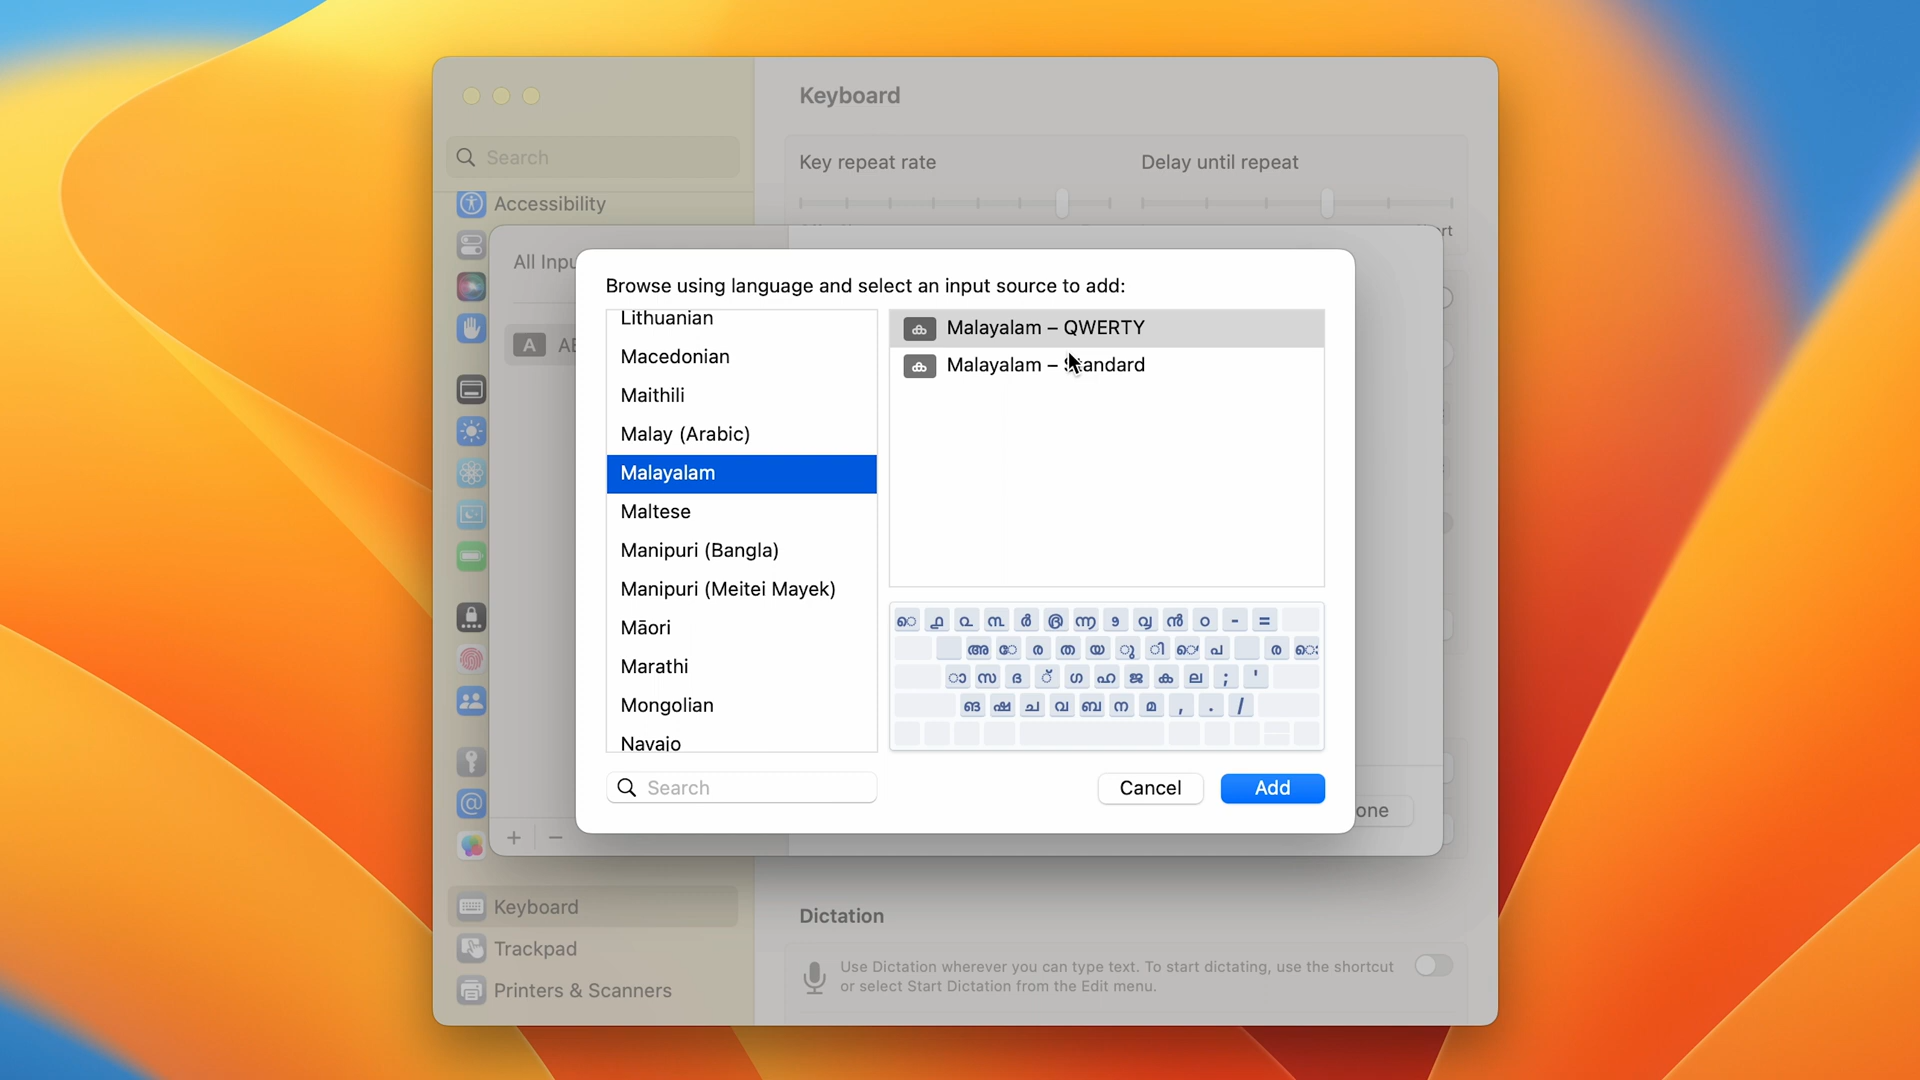 Keyboard
Search
Key repeat rate
Delay until repeat
Accessibility
All Inpu
A
Browse using language and select an input source to add:
Lithuanian
Macedonian
Maithili
Malay (Arabic)
Malayalam
Maltese
Manipuri (Bangla)
Manipuri (Meitei Mayek)
Māori
Marathi
Mongolian
Navajo
Malayalam – QWERTY
Malayalam – Standard
- =
അ േ ര ത യ ു ി ൌ പ ര
ാ സ ദ ് ഗ ഹ ജ ക ല ; '
ങ ഷ ച വ ബ ന മ , . /
Search
Cancel
Add
one
+ −
Keyboard
Trackpad
Printers & Scanners
Dictation
Use Dictation wherever you can type text. To start dictating, use the shortcut
or select Start Dictation from the Edit menu.